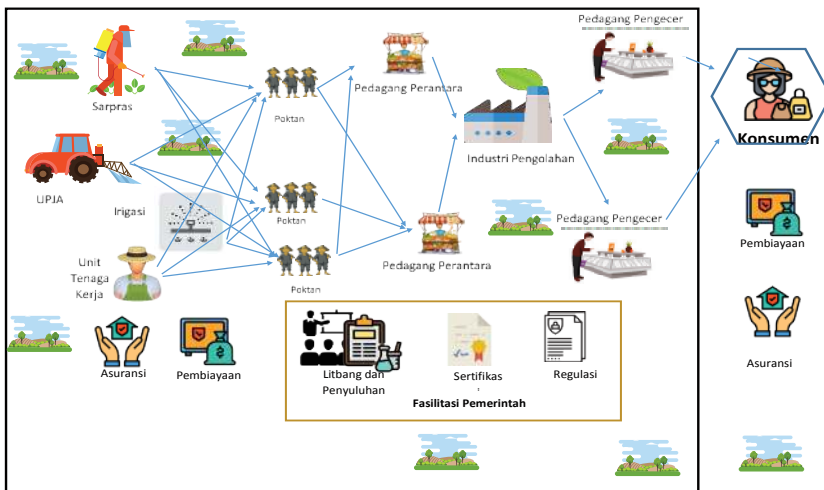 Pedagang Pengecer
Sarpras
Poktan
Pedagang Perantara
Konsumen
Industri Pengolahan
UPJA
Irigasi
Poktan
Pedagang Pengecer
Pedagang Perantara
Unit
Tenaga
Kerja
Poktan
Pembiayaan
Asuransi
Pembiayaan
Litbang dan
Penyuluhan
Sertifikas
Regulasi
Fasilitasi Pemerintah
Asuransi